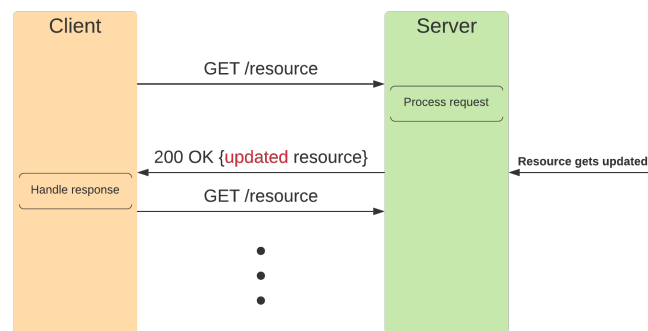 Client
Server
GET /resource
Process request
200 OK {updated resource}
Resource gets updated
Handle response
GET /resource